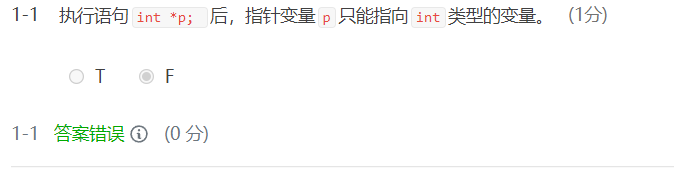 1-1 执行语句 int *p; 后，指针变量 p 只能指向 int 类型的变量。 (1分)
T F
1-1 答案错误 (0 分)